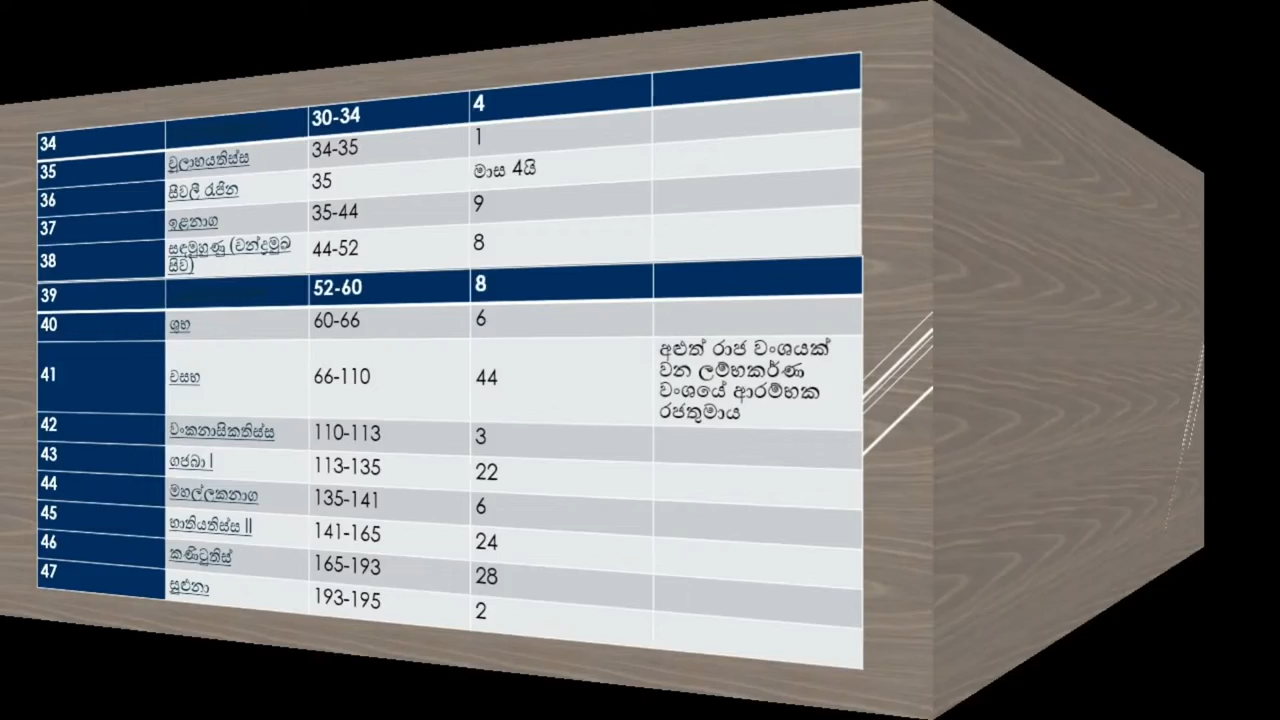 34 30-34 4
35 චූලාභයතිස්ස 34-35 1
36 සීවලී රැජින 35 මාස 4යි
37 ඉළනාග 35-44 9
38 සඳමුහුණු (චන්ද්‍රමුඛ සිව) 44-52 8
39 52-60 8
40 ශුභ 60-66 6
41 වසභ 66-110 44 අළුත් රාජ වංශයක්
වන ලම්භකර්ණ
වංශයේ ආරම්භක
රජතුමාය
42 වංකනාසිකතිස්ස 110-113 3
43 ගජබා I 113-135 22
44 මහල්ලකනාග 135-141 6
45 භාතියතිස්ස II 141-165 24
46 කණිටුතිස් 165-193 28
47 සූළුනා 193-195 2